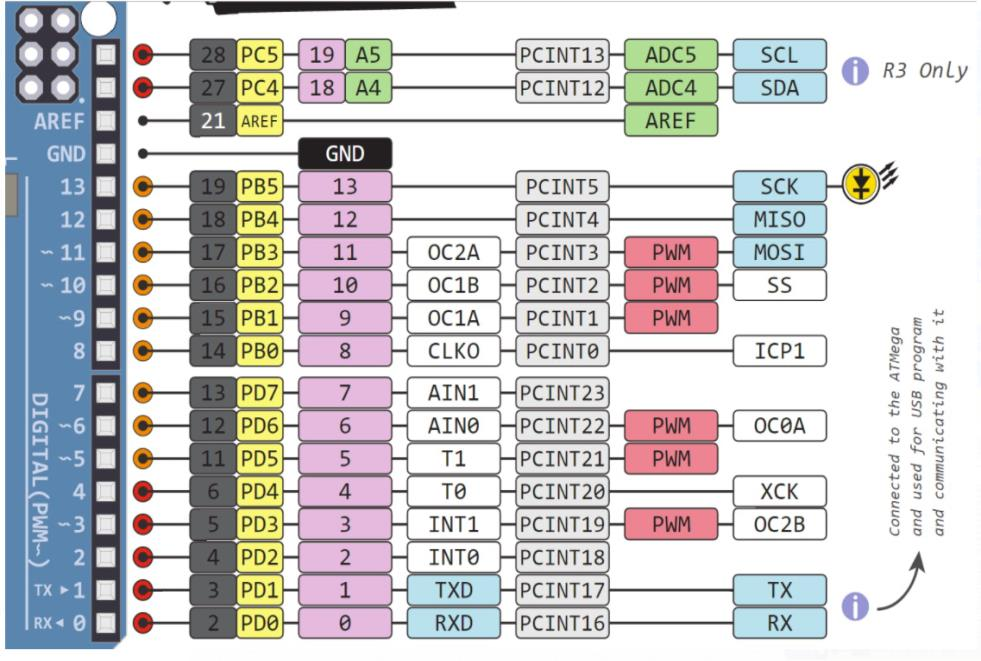 28 PC5 19 A5 PCINT13 ADC5 SCL
27 PC4 18 A4 PCINT12 ADC4 SDA
R3 Only
AREF 21 AREF AREF
GND GND
13 19 PB5 13 PCINT5 SCK
12 18 PB4 12 PCINT4 MISO
~ 11 17 PB3 11 OC2A PCINT3 PWM MOSI
~ 10 16 PB2 10 OC1B PCINT2 PWM SS
~9 15 PB1 9 OC1A PCINT1 PWM
8 14 PB0 8 CLKO PCINT0 ICP1
7 13 PD7 7 AIN1 PCINT23
~6 12 PD6 6 AIN0 PCINT22 PWM OC0A
~5 11 PD5 5 T1 PCINT21 PWM
4 6 PD4 4 T0 PCINT20 XCK
~3 5 PD3 3 INT1 PCINT19 PWM OC2B
2 4 PD2 2 INT0 PCINT18
TX ▸ 1 3 PD1 1 TXD PCINT17 TX
RX ◂ 0 2 PD0 0 RXD PCINT16 RX
DIGITAL(PWM~)
Connected to the ATMega
and used for USB program
and communicating with it